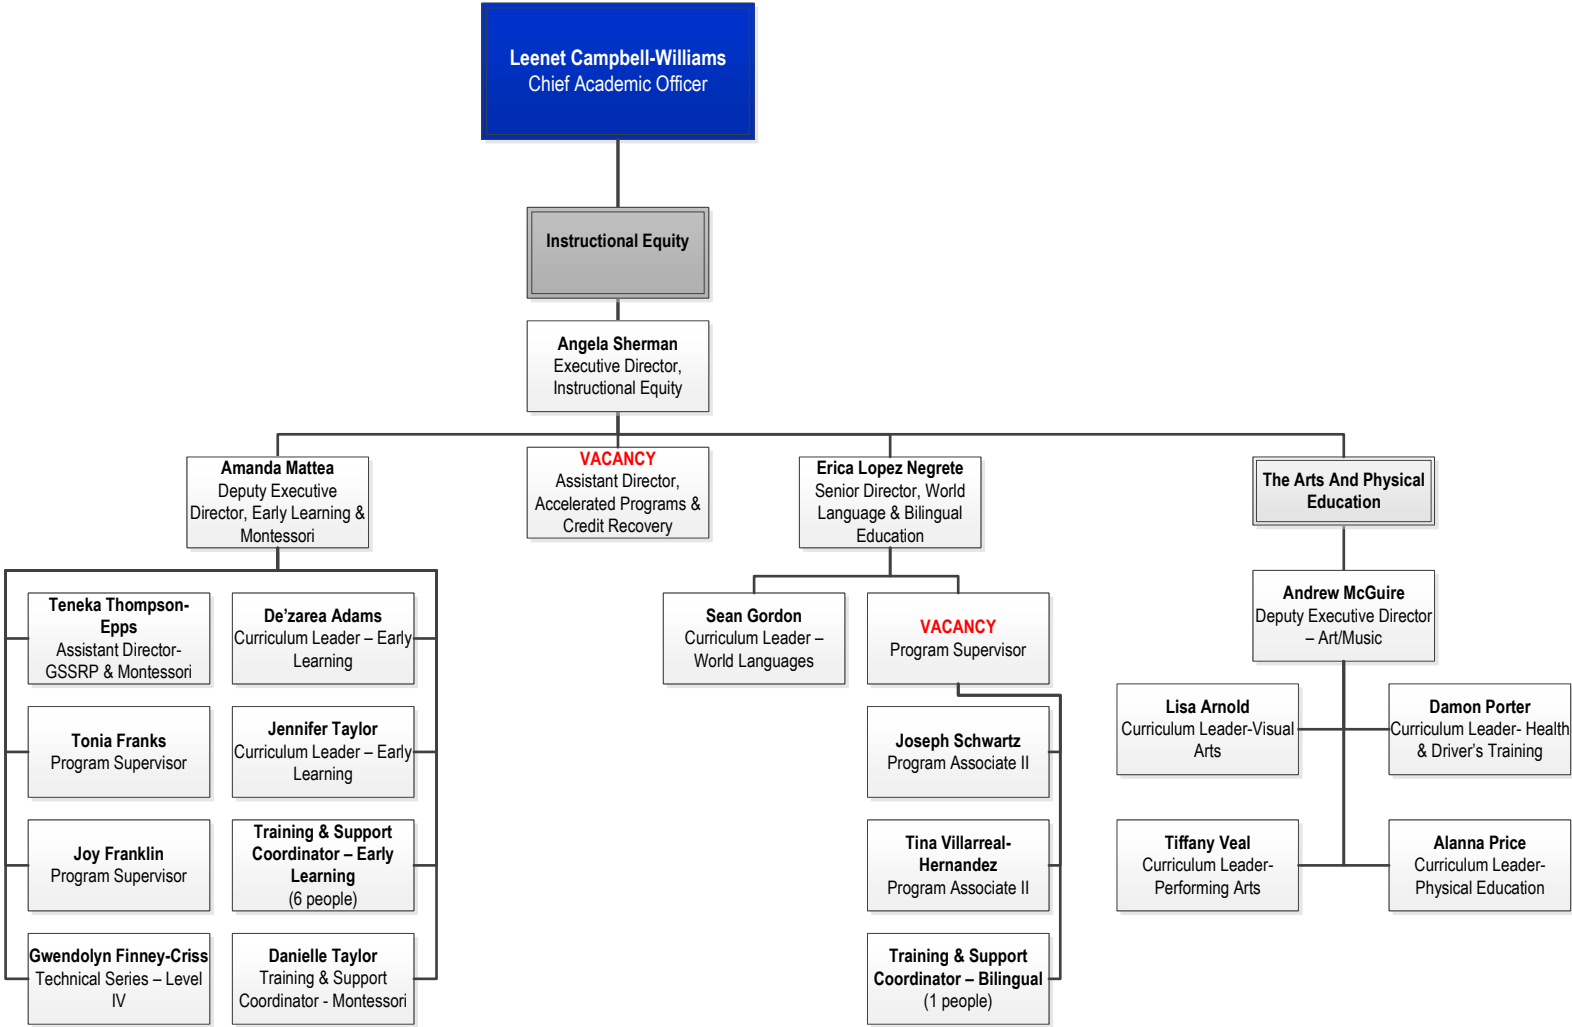 Leenet Campbell-Williams
Chief Academic Officer
Instructional Equity
Angela Sherman
Executive Director,
Instructional Equity
Amanda Mattea
Deputy Executive
Director, Early Learning &
Montessori
VACANCY
Assistant Director,
Accelerated Programs &
Credit Recovery
Erica Lopez Negrete
Senior Director, World
Language & Bilingual
Education
The Arts And Physical
Education
Teneka Thompson-
Epps
Assistant Director-
GSSRP & Montessori
De’zarea Adams
Curriculum Leader – Early
Learning
Tonia Franks
Program Supervisor
Jennifer Taylor
Curriculum Leader – Early
Learning
Joy Franklin
Program Supervisor
Training & Support
Coordinator – Early
Learning
(6 people)
Gwendolyn Finney-Criss
Technical Series – Level
IV
Danielle Taylor
Training & Support
Coordinator - Montessori
Sean Gordon
Curriculum Leader –
World Languages
VACANCY
Program Supervisor
Joseph Schwartz
Program Associate II
Tina Villarreal-
Hernandez
Program Associate II
Training & Support
Coordinator – Bilingual
(1 people)
Andrew McGuire
Deputy Executive Director
– Art/Music
Lisa Arnold
Curriculum Leader-Visual
Arts
Damon Porter
Curriculum Leader- Health
& Driver’s Training
Tiffany Veal
Curriculum Leader-
Performing Arts
Alanna Price
Curriculum Leader-
Physical Education